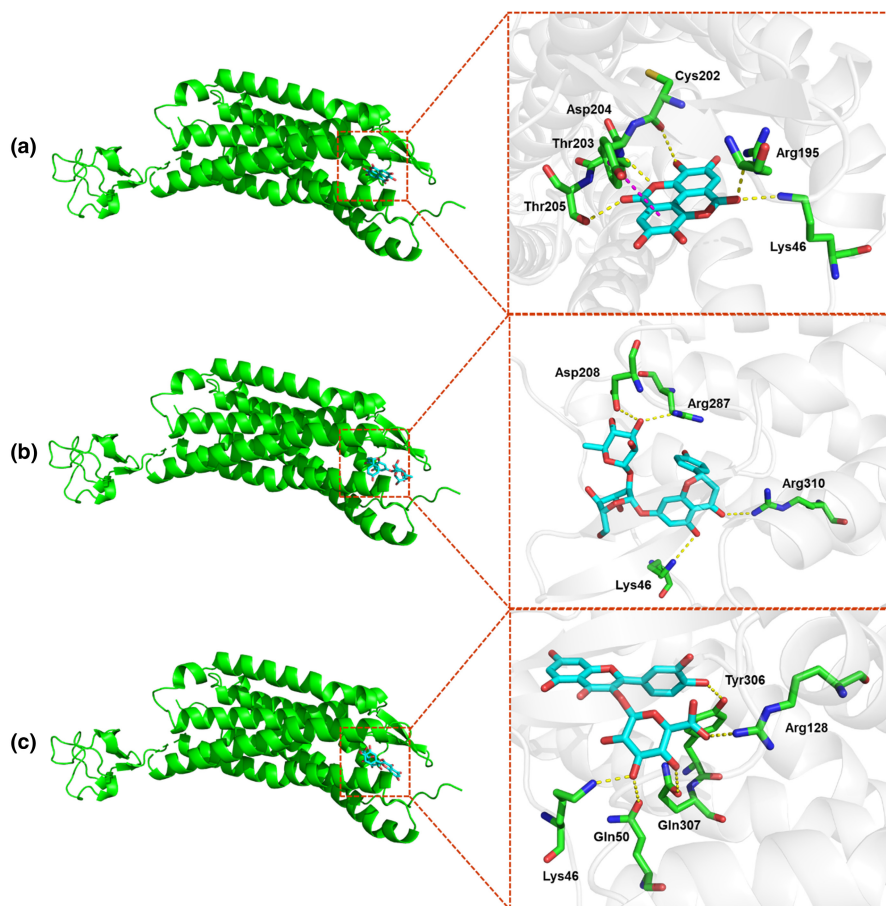 (a)
Cys202
Asp204
Thr203
Arg195
Thr205
Lys46
(b)
Asp208
Arg287
Arg310
Lys46
(c)
Tyr306
Arg128
Gln307
Gln50
Lys46